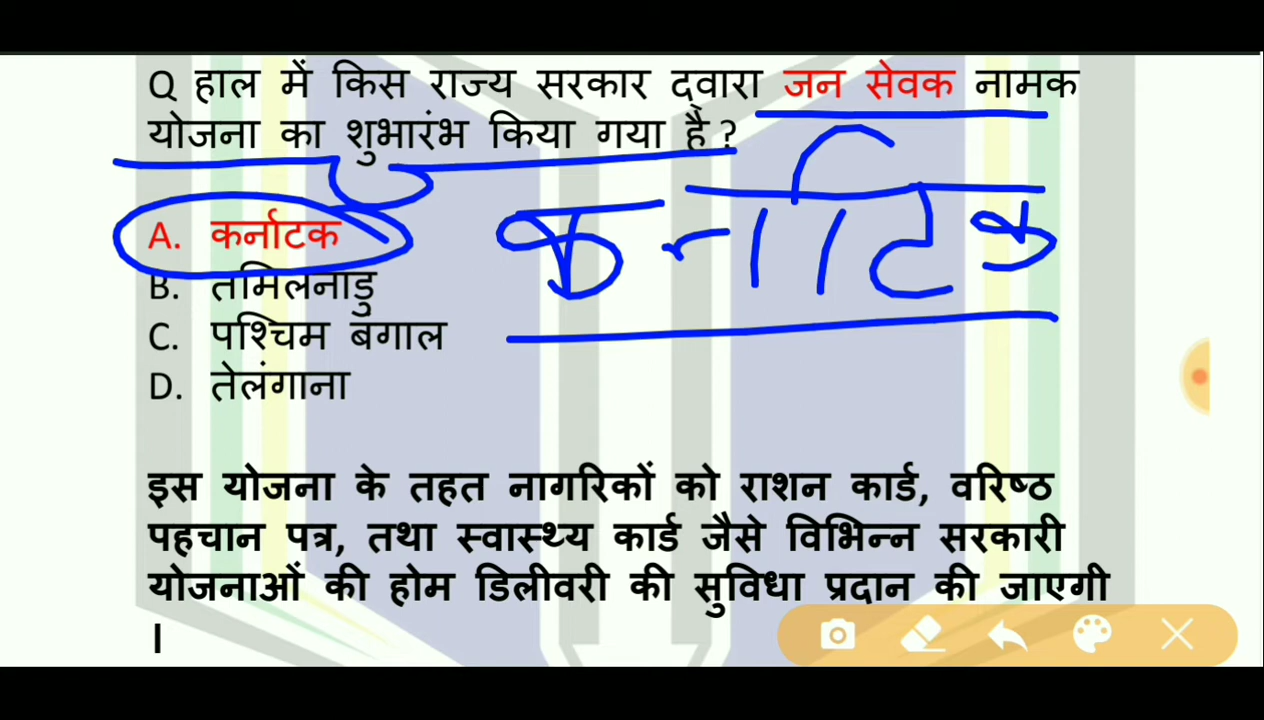 Q हाल में किस राज्य सरकार द्वारा जन सेवक नामक
योजना का शुभारंभ किया गया है ?
A. कर्नाटक
कर्नाटक
B. तमिलनाडु
C. पश्चिम बंगाल
D. तेलंगाना
इस योजना के तहत नागरिकों को राशन कार्ड, वरिष्ठ
पहचान पत्र, तथा स्वास्थ्य कार्ड जैसे विभिन्न सरकारी
योजनाओं की होम डिलीवरी की सुविधा प्रदान की जाएगी
|